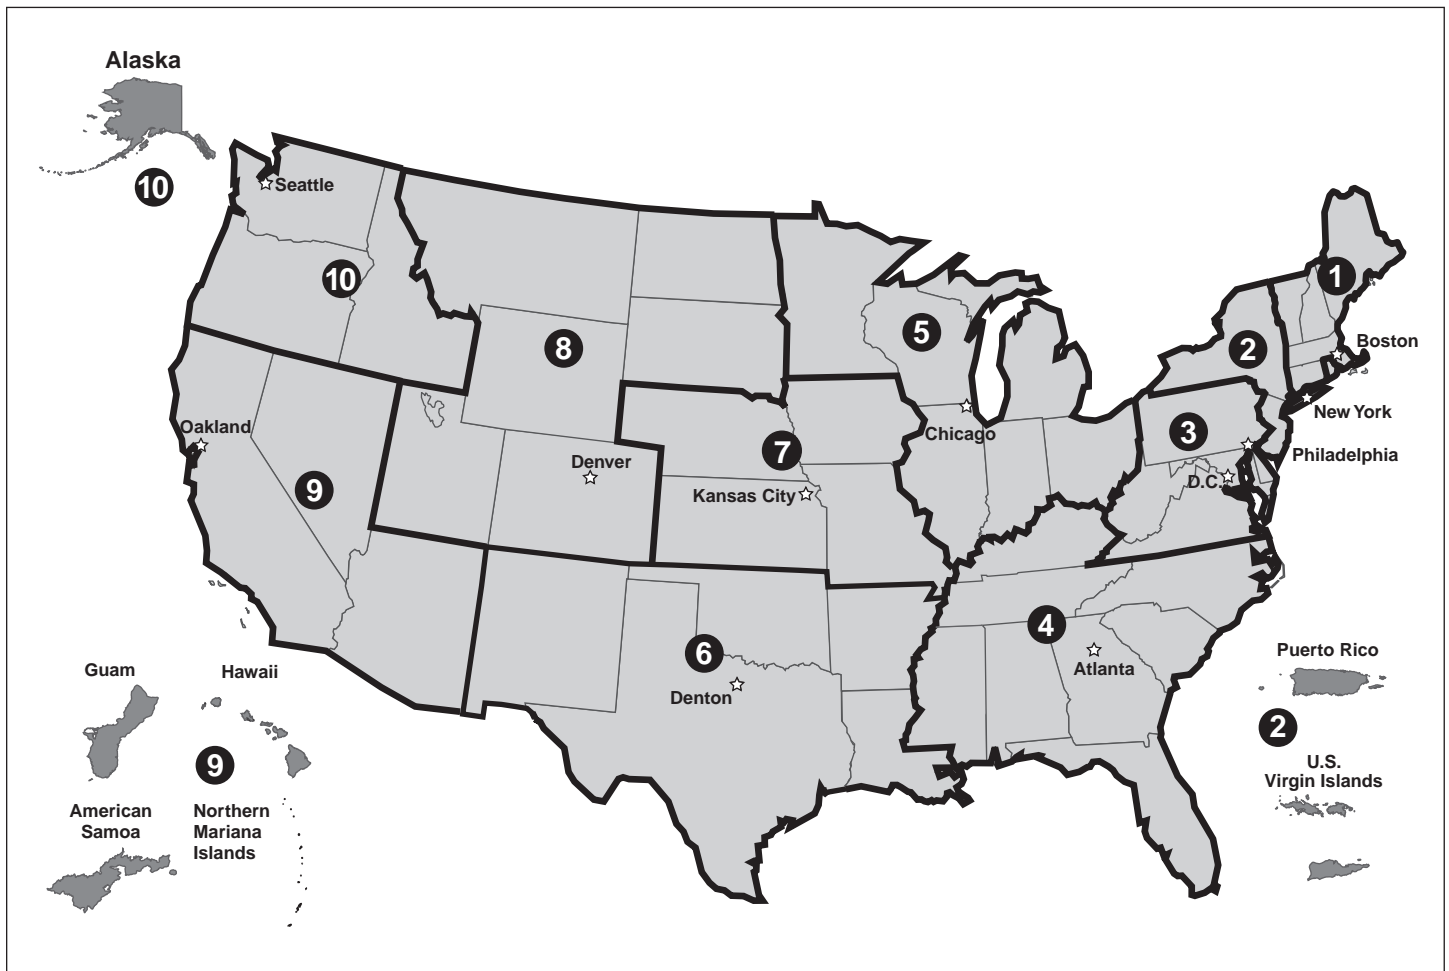 Alaska
10
Seattle
10
1
5
8
2
Boston
New York
Oakland
3
Chicago
7
Philadelphia
Denver
D.C.
9
Kansas City
4
6
Puerto Rico
Atlanta
Guam
Hawaii
Denton
2
9
U.S.
Virgin Islands
American
Samoa
Northern
Mariana
Islands